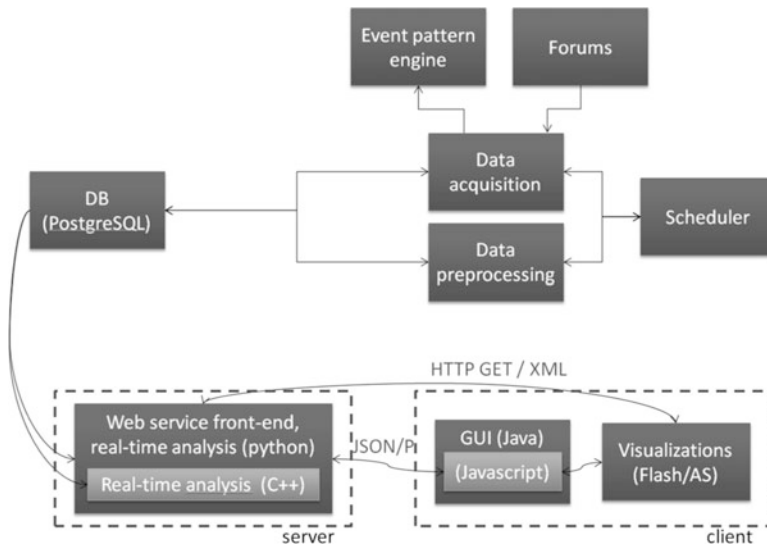 Event pattern
engine
Forums
Data
acquisition
DB
(PostgreSQL)
Scheduler
Data
preprocessing
HTTP GET / XML
Web service front-end,
real-time analysis (python)
Real-time analysis (C++)
JSON/P
GUI (Java)
(Javascript)
Visualizations
(Flash/AS)
server
client